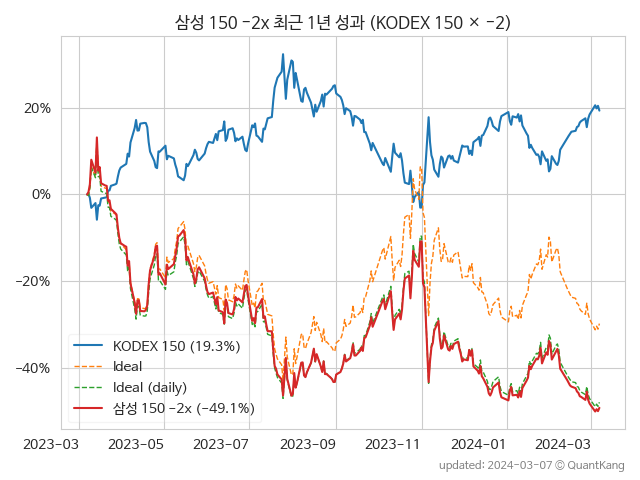 삼성 150 −2x 최근 1년 성과 (KODEX 150 × −2)
20%
0%
−20%
−40%
KODEX 150 (19.3%)
Ideal
Ideal (daily)
삼성 150 −2x (−49.1%)
2023−03 2023−05 2023−07 2023−09 2023−11 2024−01 2024−03
updated: 2024−03−07 © QuantKang